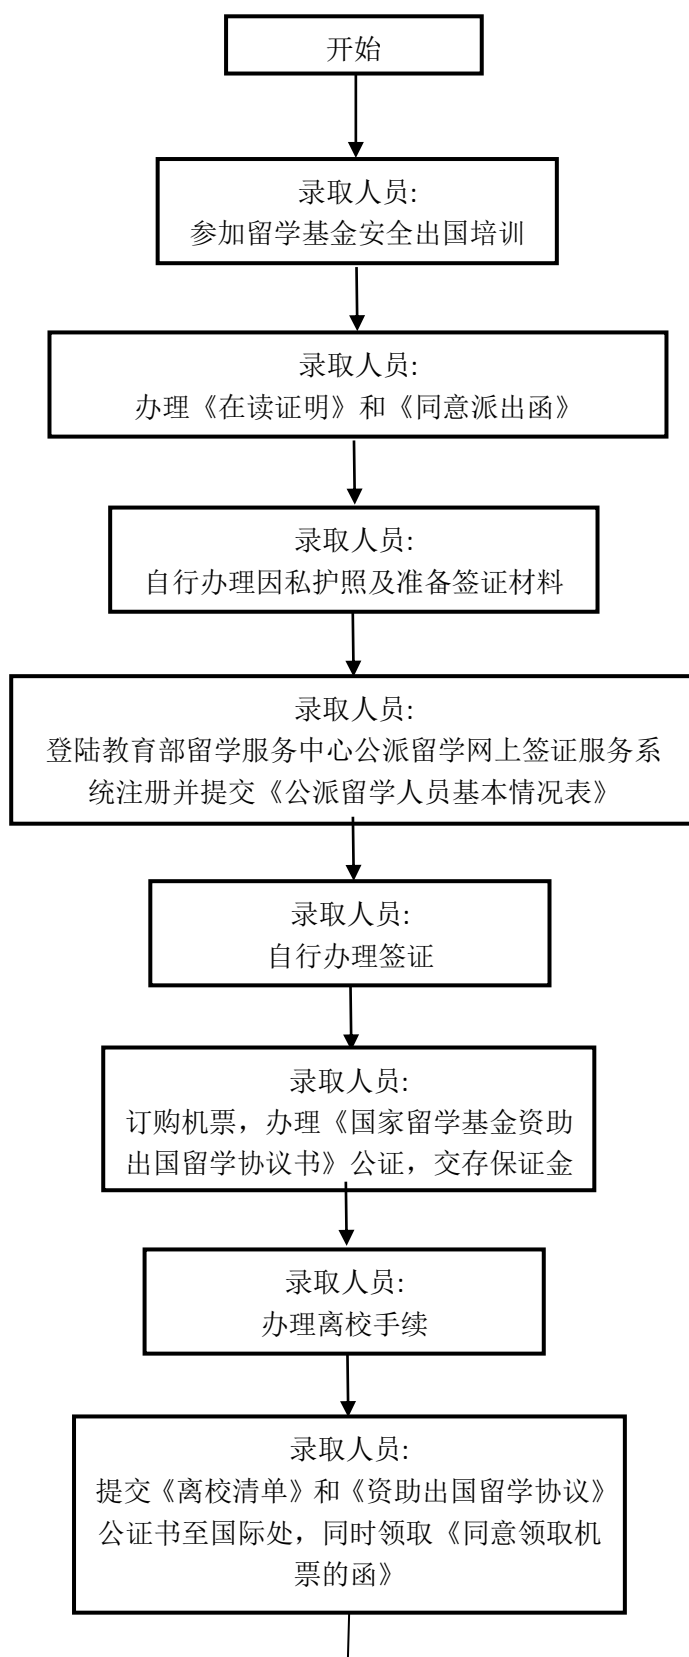 开始
录取人员:
参加留学基金安全出国培训
录取人员:
办理《在读证明》和《同意派出函》
录取人员:
自行办理因私护照及准备签证材料
录取人员:
登陆教育部留学服务中心公派留学网上签证服务系
统注册并提交《公派留学人员基本情况表》
录取人员:
自行办理签证
录取人员:
订购机票，办理《国家留学基金资助
出国留学协议书》公证，交存保证金
录取人员:
办理离校手续
录取人员:
提交《离校清单》和《资助出国留学协议》
公证书至国际处，同时领取《同意领取机
票的函》